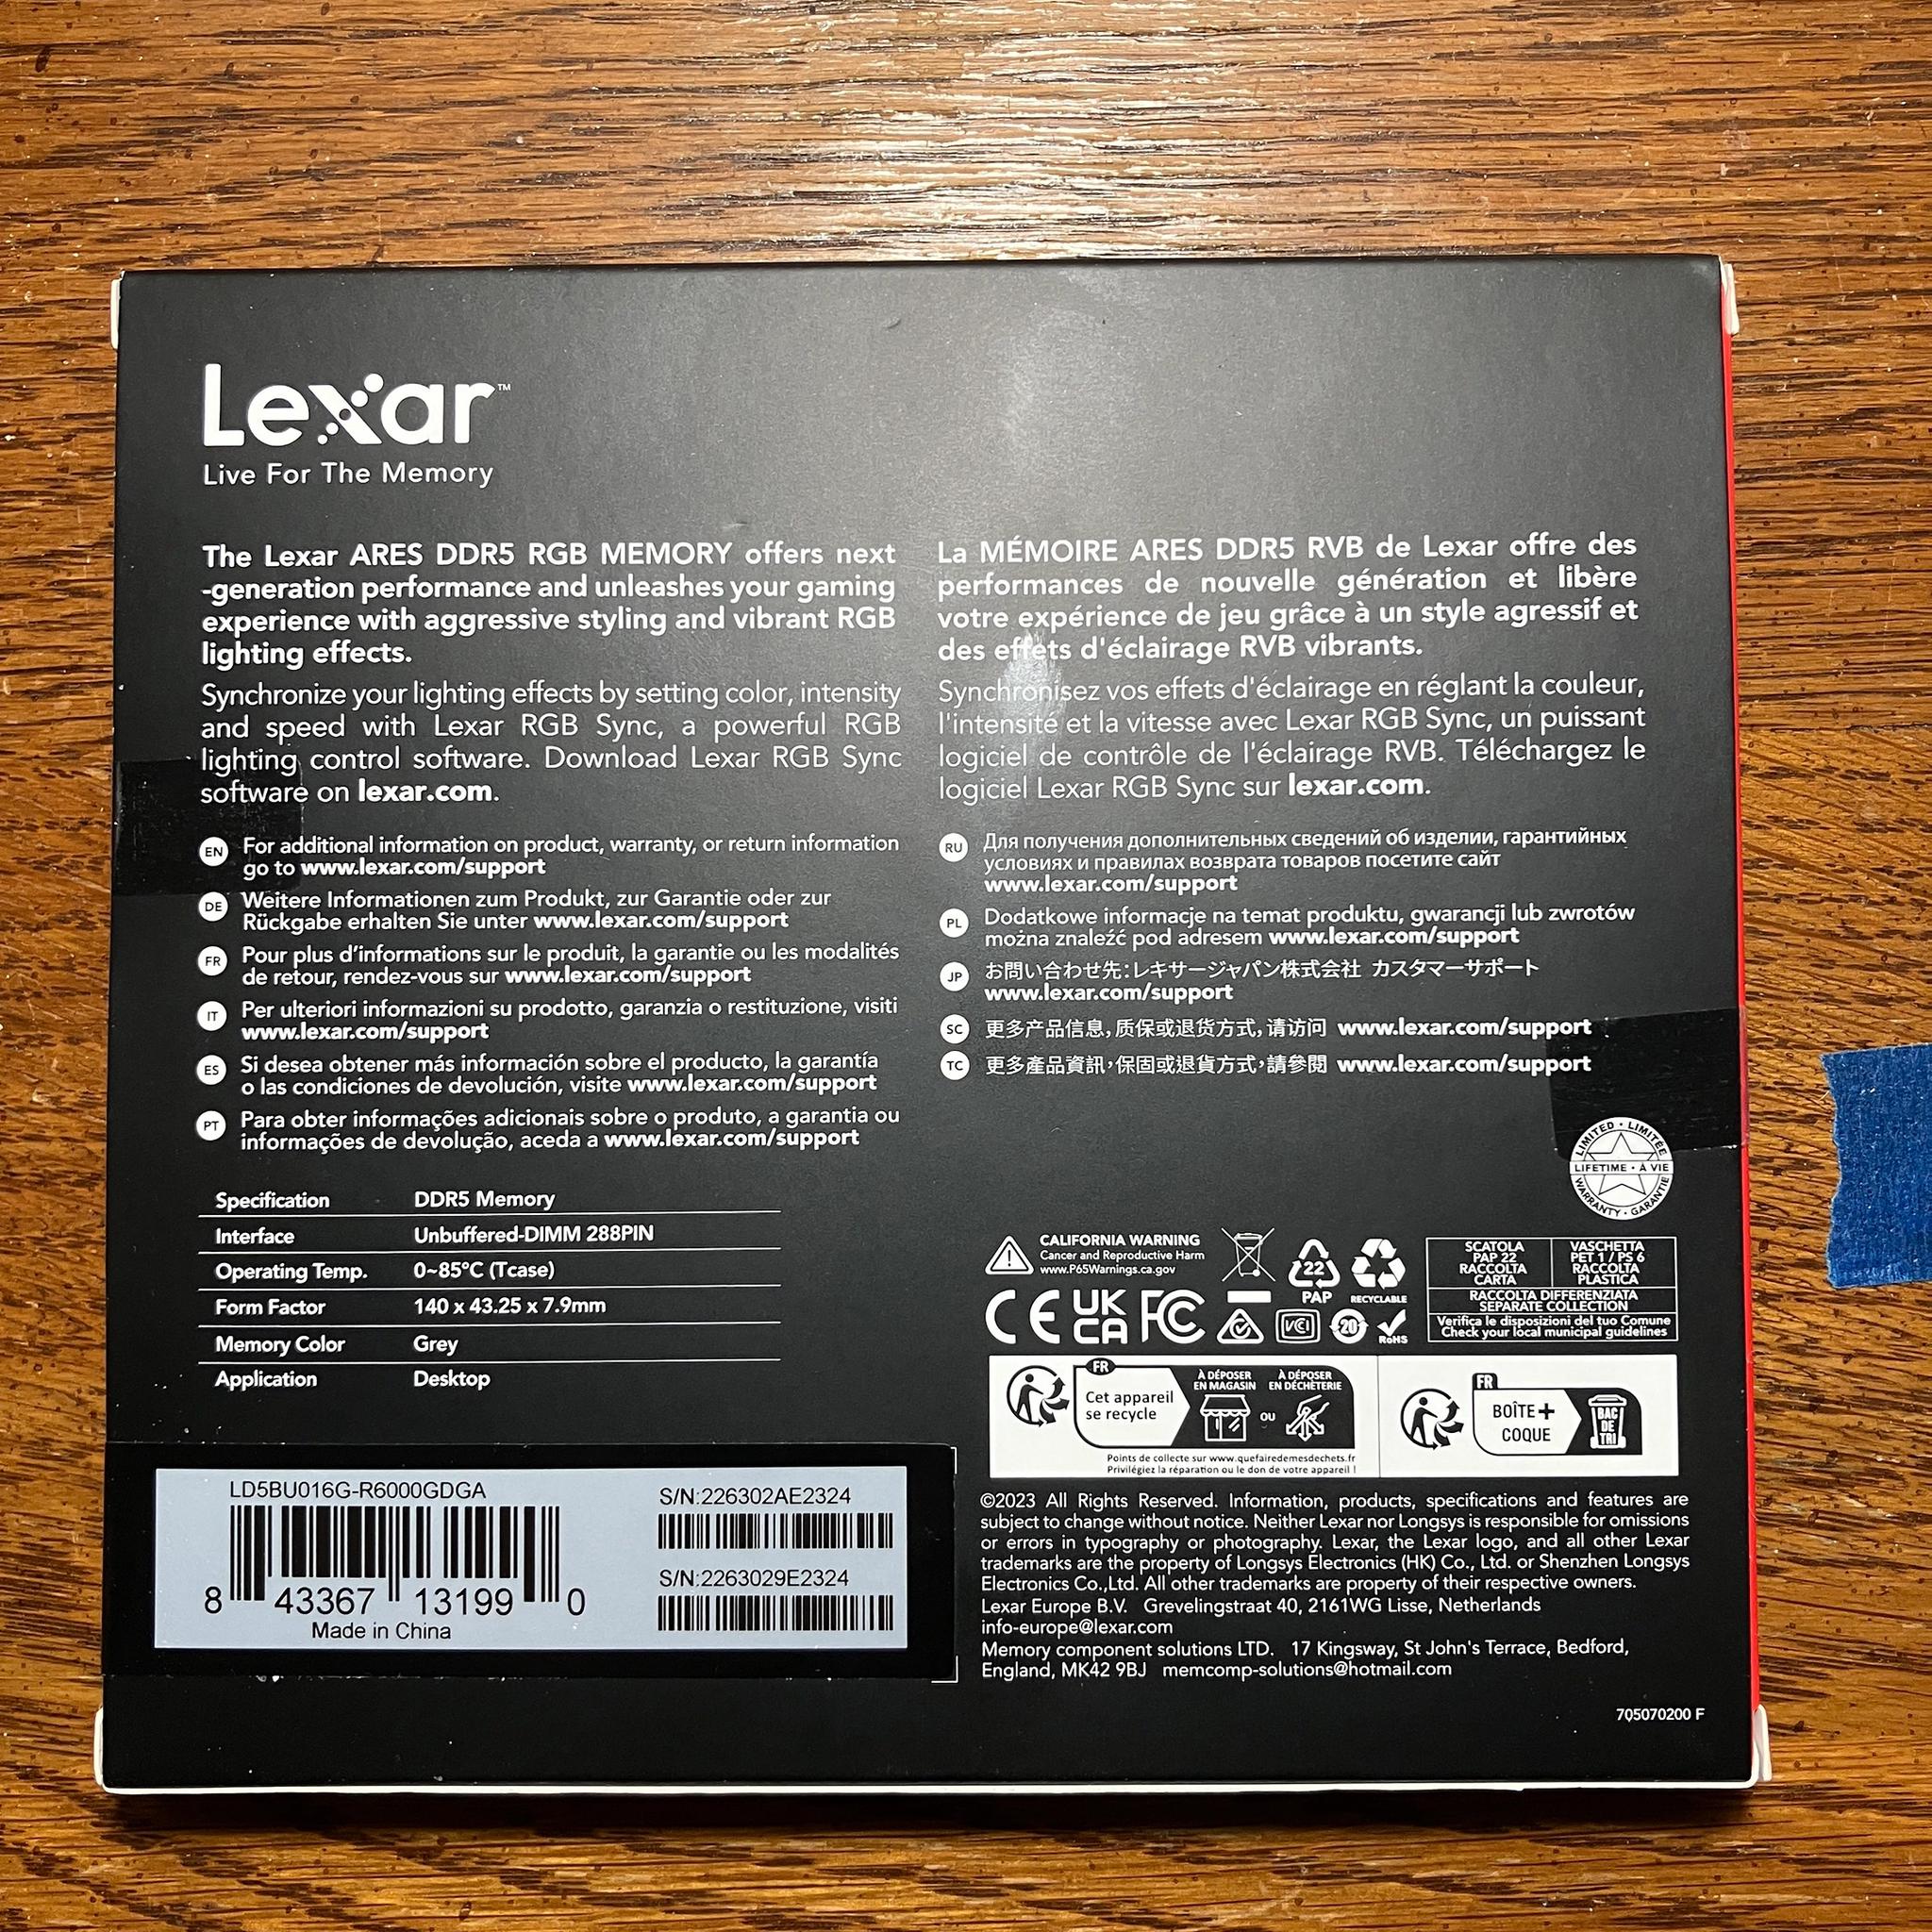 Lexar™
Live For The Memory
The Lexar ARES DDR5 RGB MEMORY offers next
-generation performance and unleashes your gaming
experience with aggressive styling and vibrant RGB
lighting effects.
Synchronize your lighting effects by setting color, intensity
and speed with Lexar RGB Sync, a powerful RGB
lighting control software. Download Lexar RGB Sync
software on lexar.com.
EN For additional information on product, warranty, or return information
go to www.lexar.com/support
DE Weitere Informationen zum Produkt, zur Garantie oder zur
Rückgabe erhalten Sie unter www.lexar.com/support
FR Pour plus d'informations sur le produit, la garantie ou les modalités
de retour, rendez-vous sur www.lexar.com/support
IT Per ulteriori informazioni su prodotto, garanzia o restituzione, visiti
www.lexar.com/support
ES Si desea obtener más información sobre el producto, la garantía
o las condiciones de devolución, visite www.lexar.com/support
PT Para obter informações adicionais sobre o produto, a garantia ou
informações de devolução, aceda a www.lexar.com/support
Specification DDR5 Memory
Interface Unbuffered-DIMM 288PIN
Operating Temp. 0~85°C (Tcase)
Form Factor 140 x 43.25 x 7.9mm
Memory Color Grey
Application Desktop
LD5BU016G-R6000GDGA
8 43367 13199 0
Made in China
S/N:226302AE2324
S/N:2263029E2324
La MÉMOIRE ARES DDR5 RVB de Lexar offre des
performances de nouvelle génération et libère
votre expérience de jeu grâce à un style agressif et
des effets d'éclairage RVB vibrants.
Synchronisez vos effets d'éclairage en réglant la couleur,
l'intensité et la vitesse avec Lexar RGB Sync, un puissant
logiciel de contrôle de l'éclairage RVB. Téléchargez le
logiciel Lexar RGB Sync sur lexar.com.
RU Для получения дополнительных сведений об изделии, гарантийных
условиях и правилах возврата товаров посетите сайт
www.lexar.com/support
PL Dodatkowe informacje na temat produktu, gwarancji lub zwrotów
można znaleźć pod adresem www.lexar.com/support
JP お問い合わせ先:レキサージャパン株式会社 カスタマーサポート
www.lexar.com/support
SC 更多产品信息,质保或退货方式,请访问 www.lexar.com/support
TC 更多產品資訊,保固或退貨方式,請參閱 www.lexar.com/support
LIMITED • LIMITÉE
LIFETIME • À VIE
WARRANTY • GARANTIE
CALIFORNIA WARNING
Cancer and Reproductive Harm
www.P65Warnings.ca.gov
22
PAP
RECYCLABLE
CE UK CA FC
VCI
20
RoHS
SCATOLA
PAP 22
RACCOLTA
CARTA
VASCHETTA
PET 1 / PS 6
RACCOLTA
PLASTICA
RACCOLTA DIFFERENZIATA
SEPARATE COLLECTION
Verifica le disposizioni del tuo Comune
Check your local municipal guidelines
FR
Cet appareil
se recycle
À DÉPOSER
EN MAGASIN
OU
À DÉPOSER
EN DÉCHÈTERIE
Points de collecte sur www.quefairedemesdechets.fr
Privilégiez la réparation ou le don de votre appareil !
FR
BOÎTE +
COQUE
BAC
DE
TRI
©2023 All Rights Reserved. Information, products, specifications and features are
subject to change without notice. Neither Lexar nor Longsys is responsible for omissions
or errors in typography or photography. Lexar, the Lexar logo, and all other Lexar
trademarks are the property of Longsys Electronics (HK) Co., Ltd. or Shenzhen Longsys
Electronics Co.,Ltd. All other trademarks are property of their respective owners.
Lexar Europe B.V. Grevelingstraat 40, 2161WG Lisse, Netherlands
info-europe@lexar.com
Memory component solutions LTD. 17 Kingsway, St John's Terrace, Bedford,
England, MK42 9BJ memcomp-solutions@hotmail.com
705070200 F